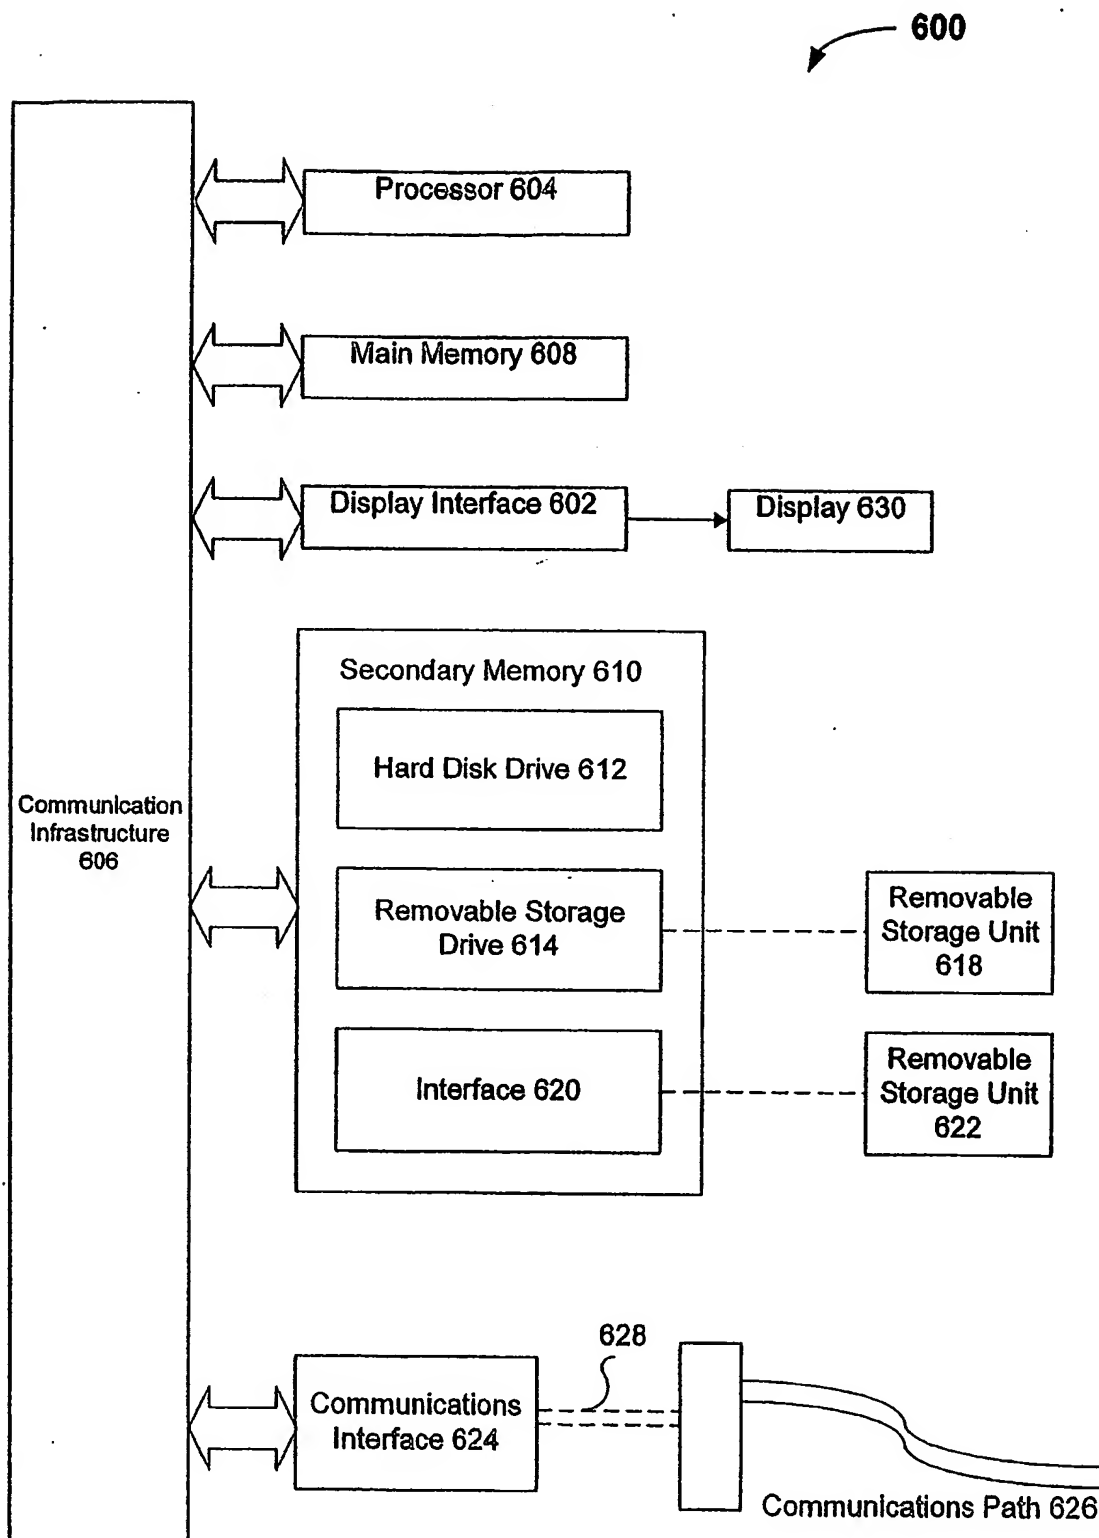 600
Processor 604
Main Memory 608
Display Interface 602
Display 630
Secondary Memory 610
Hard Disk Drive 612
Communication
Infrastructure
606
Removable Storage
Drive 614
Removable
Storage Unit
618
Interface 620
Removable
Storage Unit
622
628
Communications
Interface 624
Communications Path 626